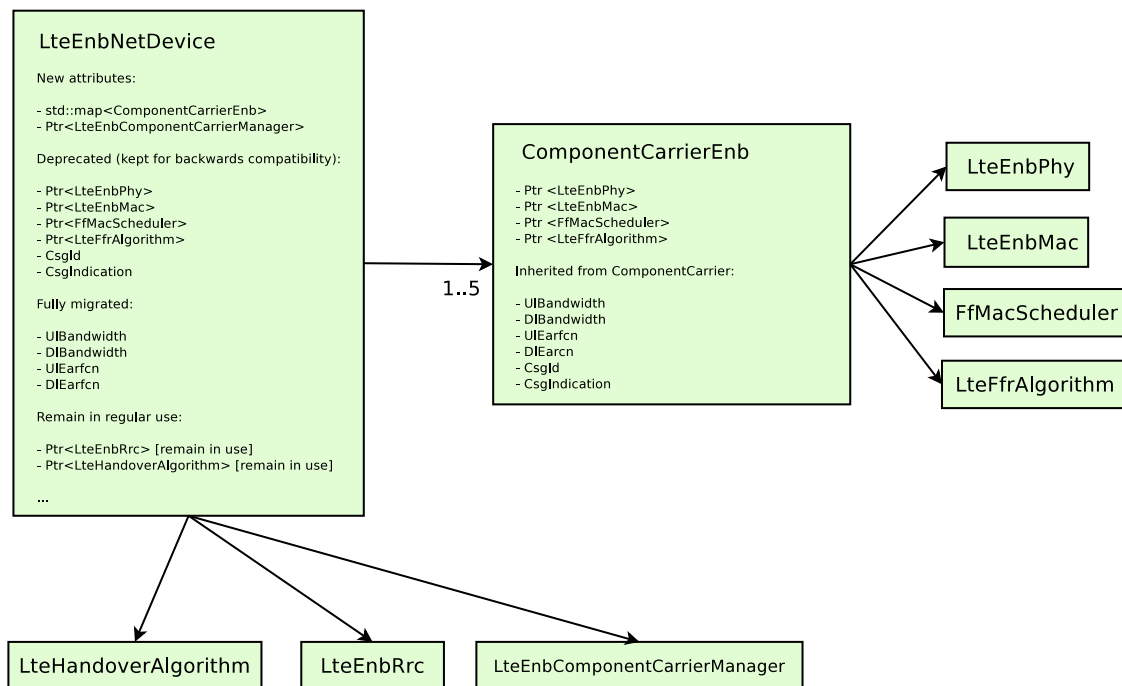 LteEnbNetDevice
New attributes:
- std::map<ComponentCarrierEnb>
- Ptr<LteEnbComponentCarrierManager>
Deprecated (kept for backwards compatibility):
- Ptr<LteEnbPhy>
- Ptr<LteEnbMac>
- Ptr<FfMacScheduler>
- Ptr<LteFfrAlgorithm>
- CsgId
- CsgIndication
Fully migrated:
- UlBandwidth
- DlBandwidth
- UlEarfcn
- DlEarfcn
Remain in regular use:
- Ptr<LteEnbRrc> [remain in use]
- Ptr<LteHandoverAlgorithm> [remain in use]
...
1..5
ComponentCarrierEnb
- Ptr <LteEnbPhy>
- Ptr <LteEnbMac>
- Ptr <FfMacScheduler>
- Ptr <LteFfrAlgorithm>
Inherited from ComponentCarrier:
- UlBandwidth
- DlBandwidth
- UlEarfcn
- DlEarcn
- CsgId
- CsgIndication
LteEnbPhy
LteEnbMac
FfMacScheduler
LteFfrAlgorithm
LteHandoverAlgorithm
LteEnbRrc
LteEnbComponentCarrierManager